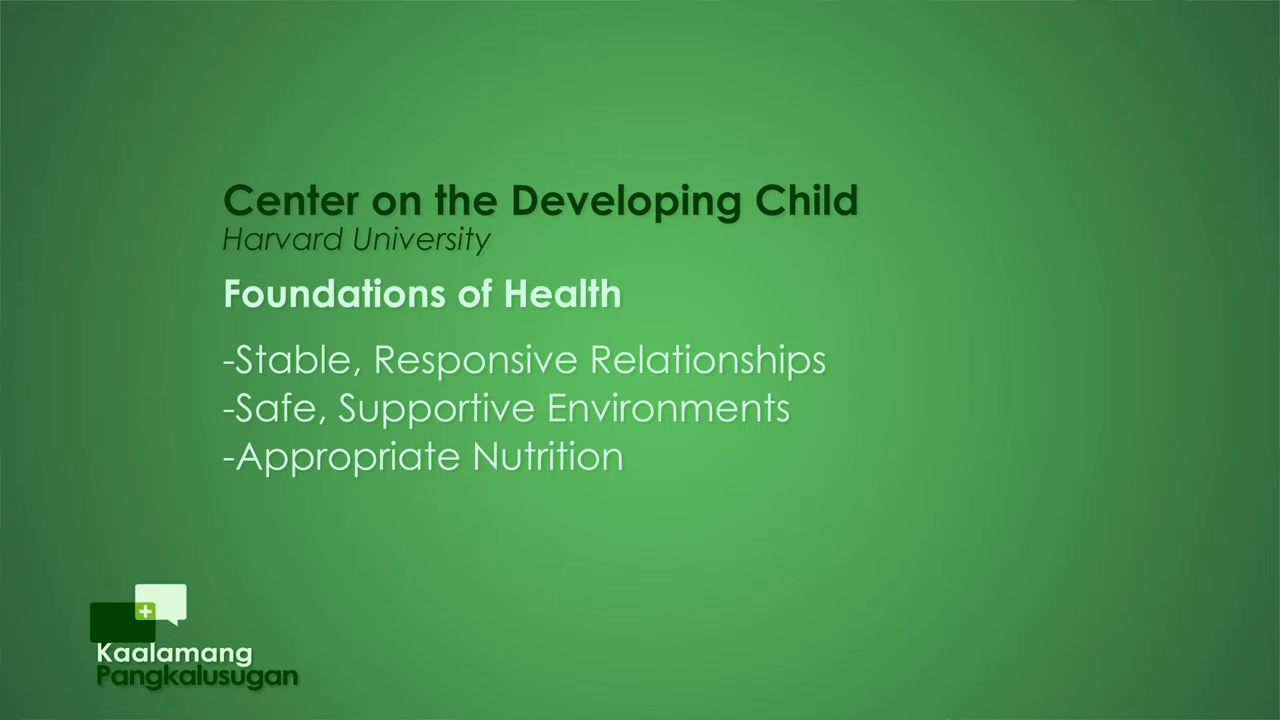 Center on the Developing Child
Harvard University
Foundations of Health
-Stable, Responsive Relationships
-Safe, Supportive Environments
-Appropriate Nutrition
Kaalamang
Pangkalusugan